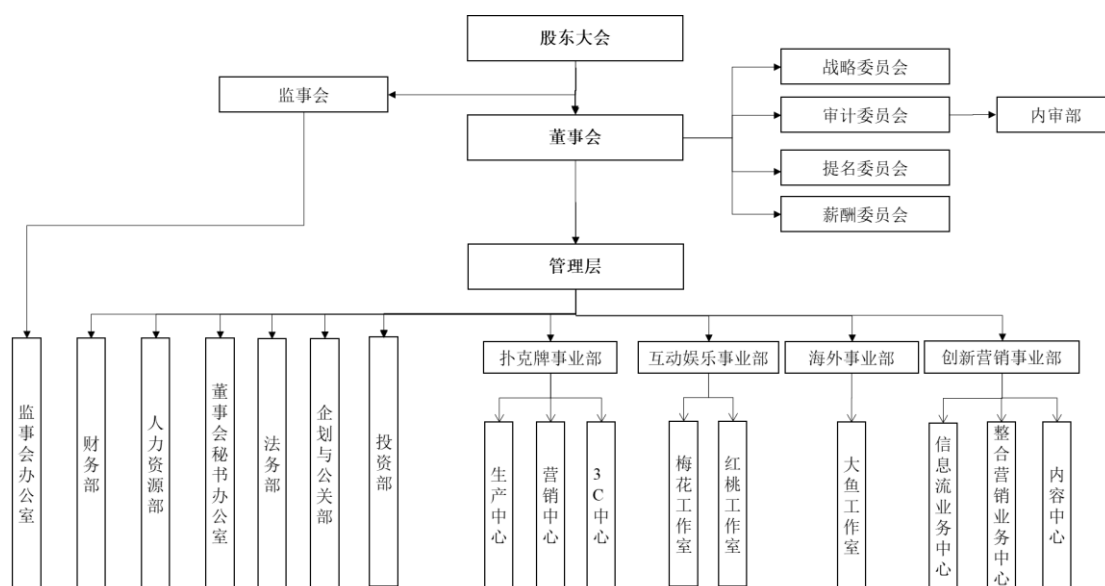 股东大会
战略委员会
监事会
审计委员会
内审部
董事会
提名委员会
薪酬委员会
管理层
扑克牌事业部
互动娱乐事业部
海外事业部
创新营销事业部
监事会办公室
财务部
人力资源部
董事会秘书办公室
法务部
企划与公关部
投资部
生产中心
营销中心
3C中心
梅花工作室
红桃工作室
大鱼工作室
信息流业务中心
整合营销业务中心
内容中心